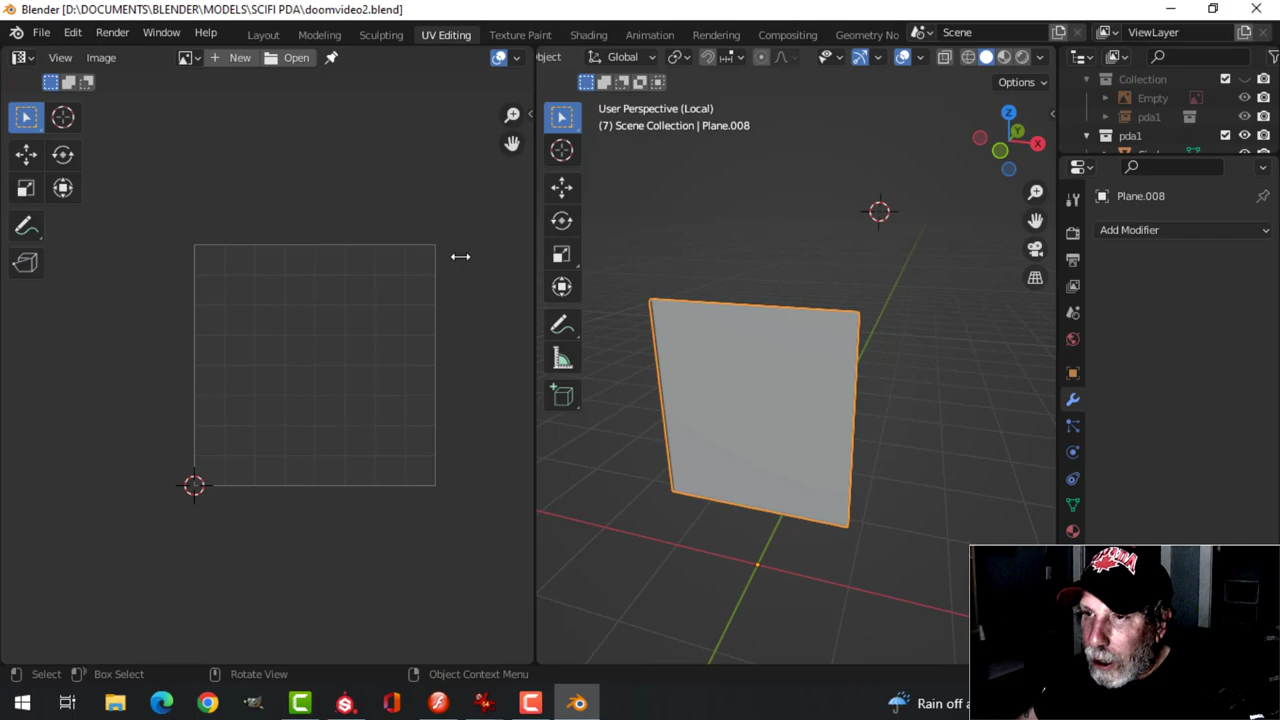 Blender [D:\DOCUMENTS\BLENDER\MODELS\SCIFI PDA\doomvideo2.blend]
File Edit Render Window Help Layout Modeling Sculpting UV Editing Texture Paint Shading Animation Rendering Compositing Geometry No Scene ViewLayer
View Image New Open bject Global
Options
User Perspective (Local)
(7) Scene Collection | Plane.008
Collection
Empty
pda1
pda1
Z
Y
X
Plane.008
Add Modifier
Select Box Select Rotate View Object Context Menu
Rain off a